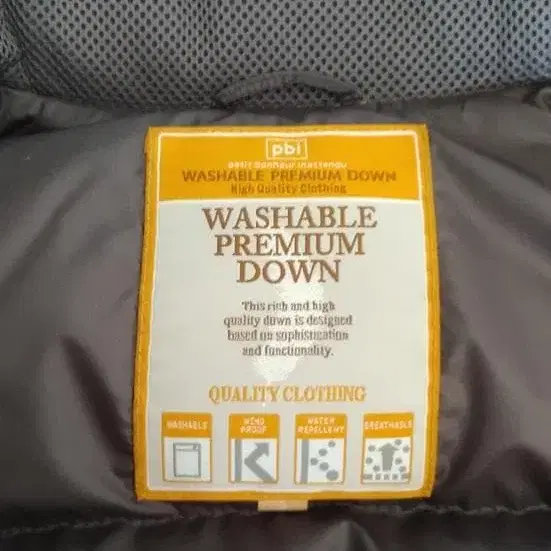 pbi
petit bonheur inattendu
WASHABLE PREMIUM DOWN
High Quality Clothing
WASHABLE
PREMIUM
DOWN
This rich and high
quality down is designed
based on sophistication
and functionality.
QUALITY CLOTHING
WASHABLE
WIND
PROOF
WATER
REPELLENT
BREATHABLE